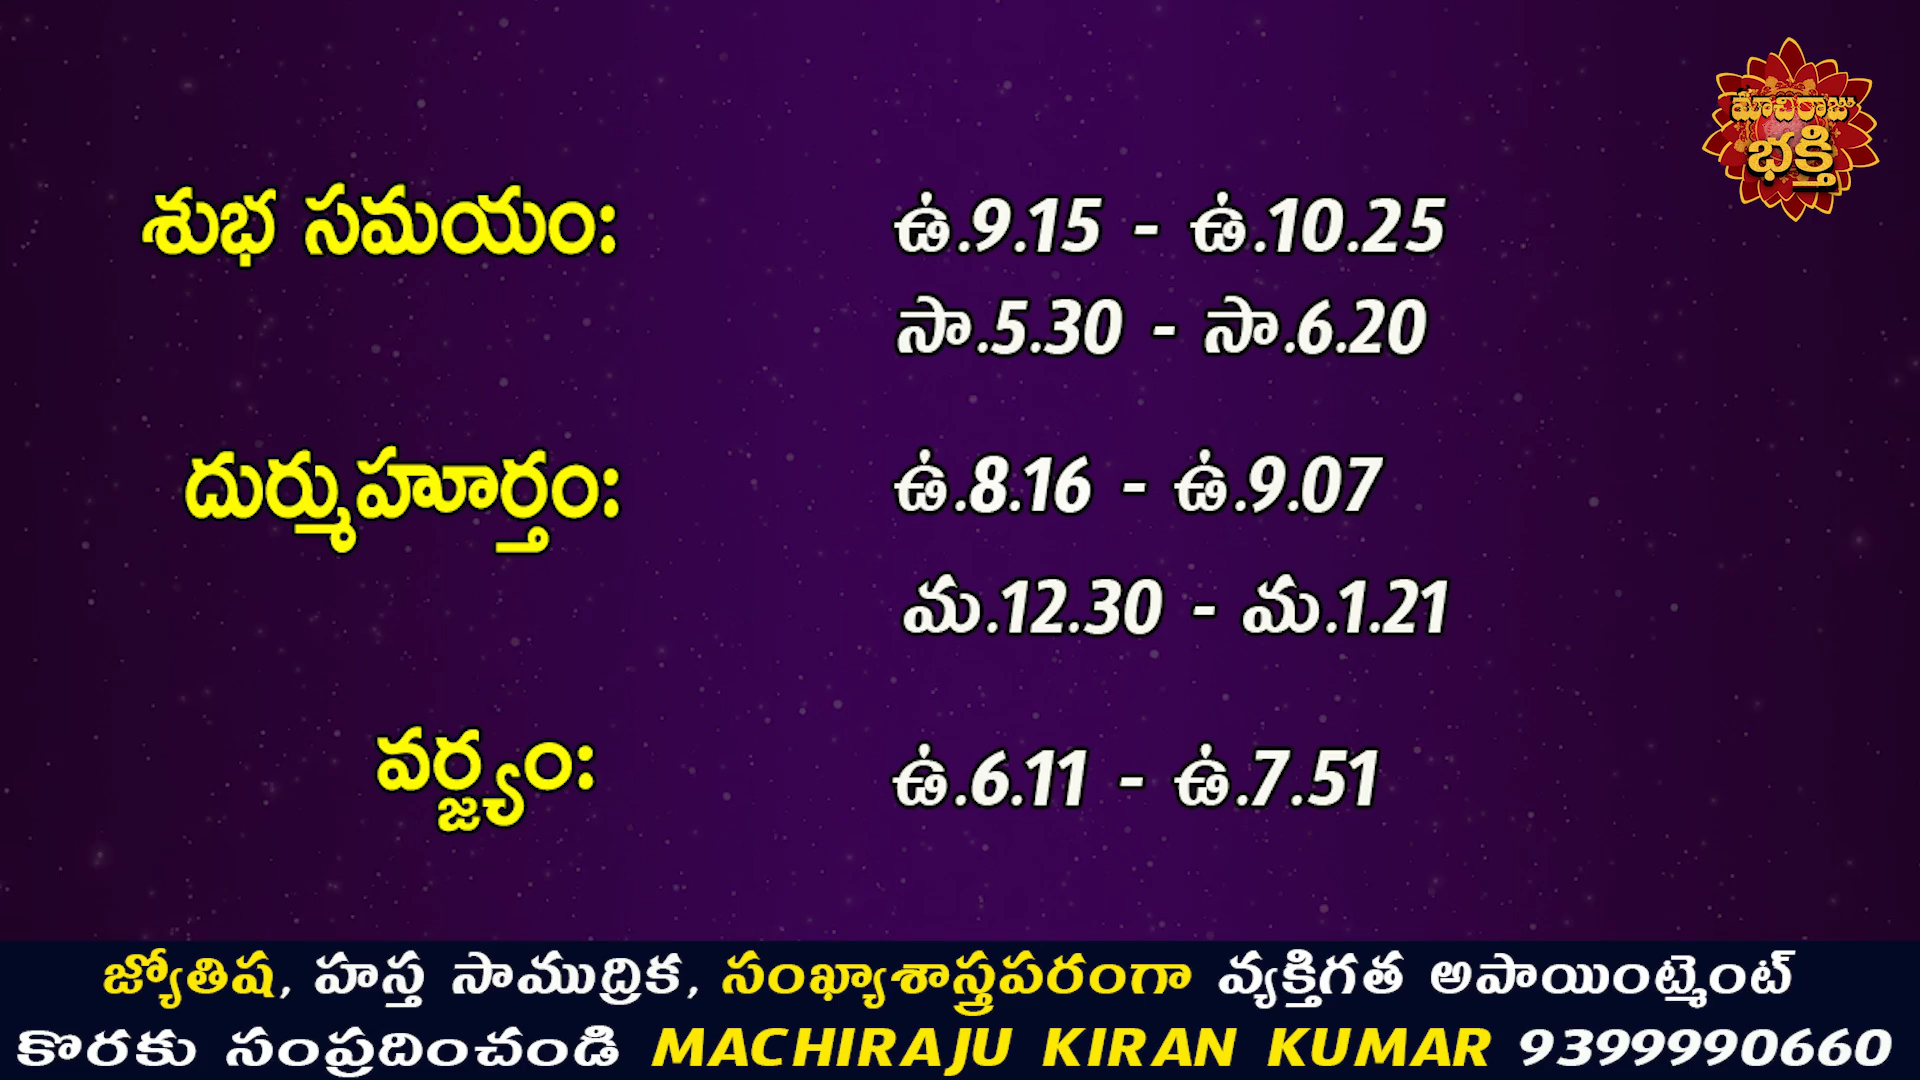 మాచిరాజు
భక్తి
శుభ సమయం: ఉ.9.15 - ఉ.10.25
సా.5.30 - సా.6.20
దుర్ముహూర్తం: ఉ.8.16 - ఉ.9.07
మ.12.30 - మ.1.21
వర్జ్యం: ఉ.6.11 - ఉ.7.51
జ్యోతిష, హస్త సాముద్రిక, సంఖ్యాశాస్త్రపరంగా వ్యక్తిగత అపాయింట్మెంట్
కొరకు సంప్రదించండి MACHIRAJU KIRAN KUMAR 9399990660